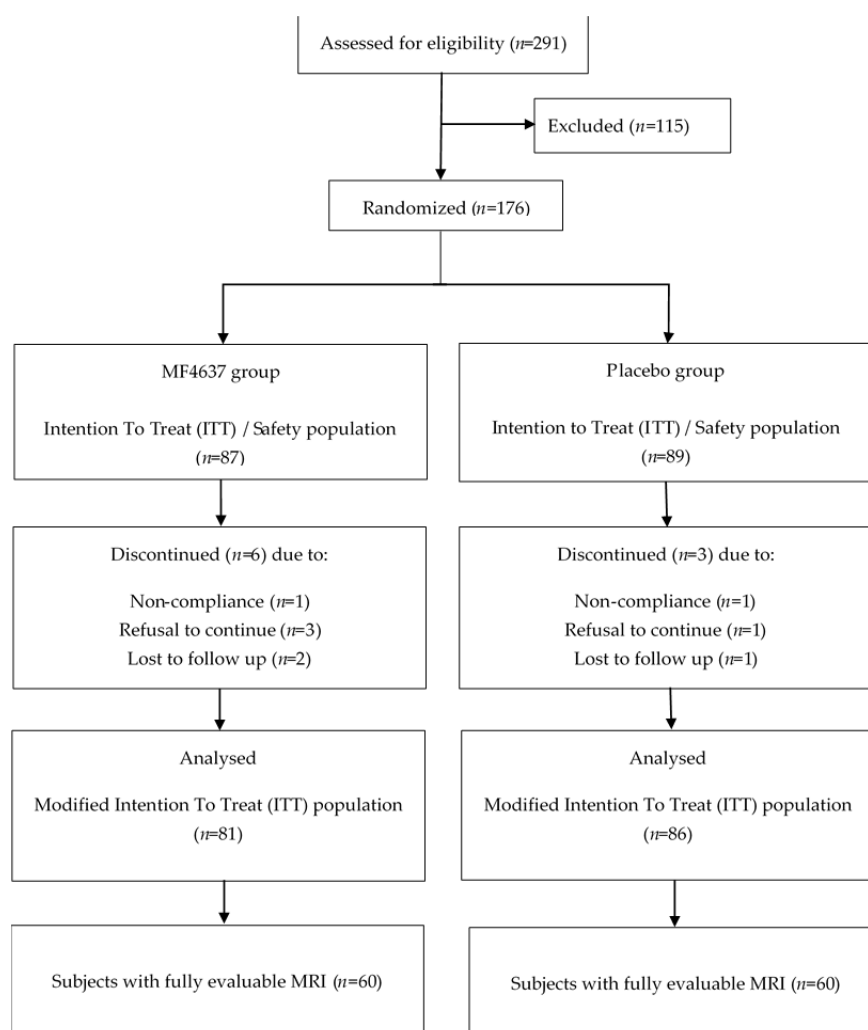 Assessed for eligibility (n=291)
Excluded (n=115)
Randomized (n=176)
MF4637 group
Intention To Treat (ITT) / Safety population
(n=87)
Placebo group
Intention to Treat (ITT) / Safety population
(n=89)
Discontinued (n=6) due to:
Non-compliance (n=1)
Refusal to continue (n=3)
Lost to follow up (n=2)
Discontinued (n=3) due to:
Non-compliance (n=1)
Refusal to continue (n=1)
Lost to follow up (n=1)
Analysed
Modified Intention To Treat (ITT) population
(n=81)
Analysed
Modified Intention To Treat (ITT) population
(n=86)
Subjects with fully evaluable MRI (n=60)
Subjects with fully evaluable MRI (n=60)